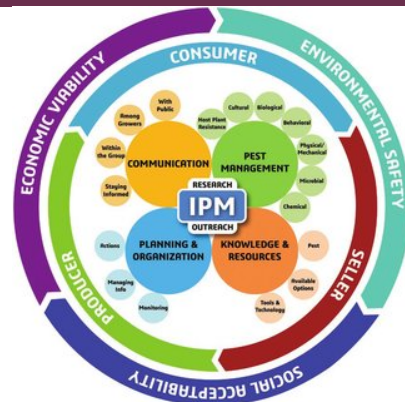 ECONOMIC VIABILITY
ENVIRONMENTAL SAFETY
SOCIAL ACCEPTABILITY
CONSUMER
PRODUCER
SELLER
With
Public
Among
Growers
Within
the Group
Staying
Informed
COMMUNICATION
Host Plant
Resistance
Cultural
Biological
Behavioral
Physical/
Mechanical
Microbial
Chemical
PEST
MANAGEMENT
RESEARCH
IPM
OUTREACH
PLANNING &
ORGANIZATION
Actions
Managing
Info
Monitoring
KNOWLEDGE &
RESOURCES
Pest
Available
Options
Tools &
Technology